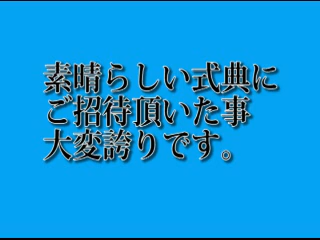 素晴らしい式典に
ご招待頂いた事
大変誇りです。